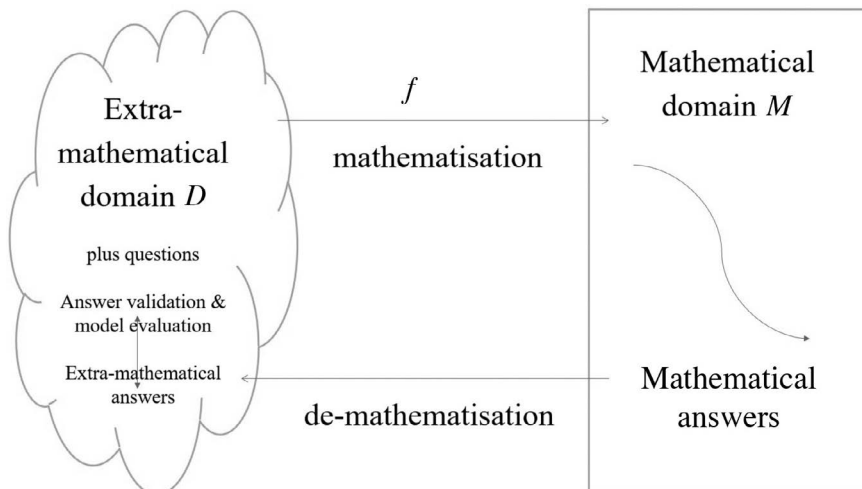 Extra-
mathematical
domain D
plus questions
Answer validation &
model evaluation
Extra-mathematical
answers
f
mathematisation
de-mathematisation
Mathematical
domain M
Mathematical
answers